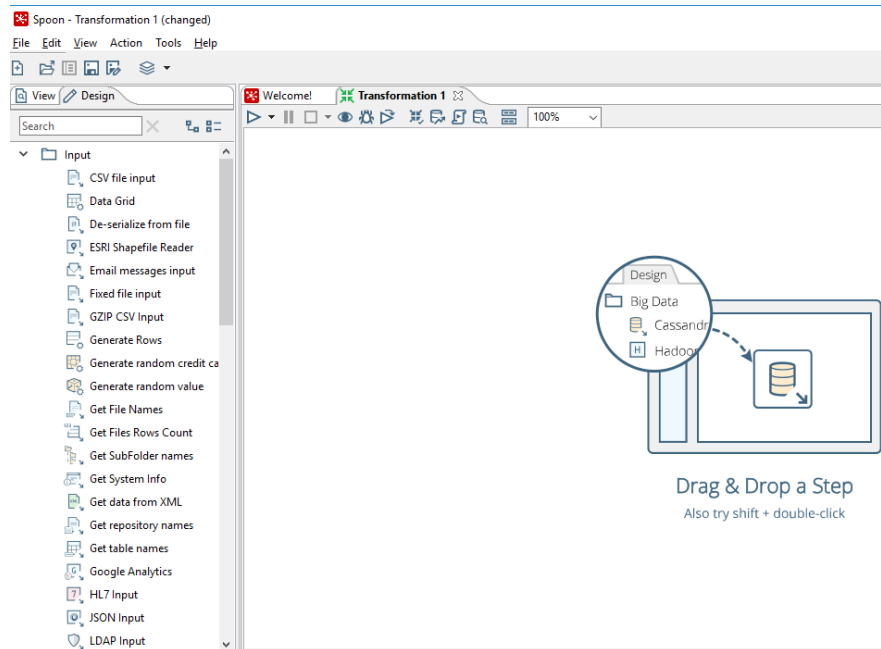 Spoon - Transformation 1 (changed)
File Edit View Action Tools Help
View Design
Welcome! Transformation 1
Search
100%
Input
CSV file input
Data Grid
De-serialize from file
ESRI Shapefile Reader
Email messages input
Fixed file input
GZIP CSV Input
Generate Rows
Generate random credit ca
Generate random value
Get File Names
Get Files Rows Count
Get SubFolder names
Get System Info
Get data from XML
Get repository names
Get table names
Google Analytics
HL7 Input
JSON Input
LDAP Input
Design
Big Data
Cassandr
H Hadoop
Drag & Drop a Step
Also try shift + double-click